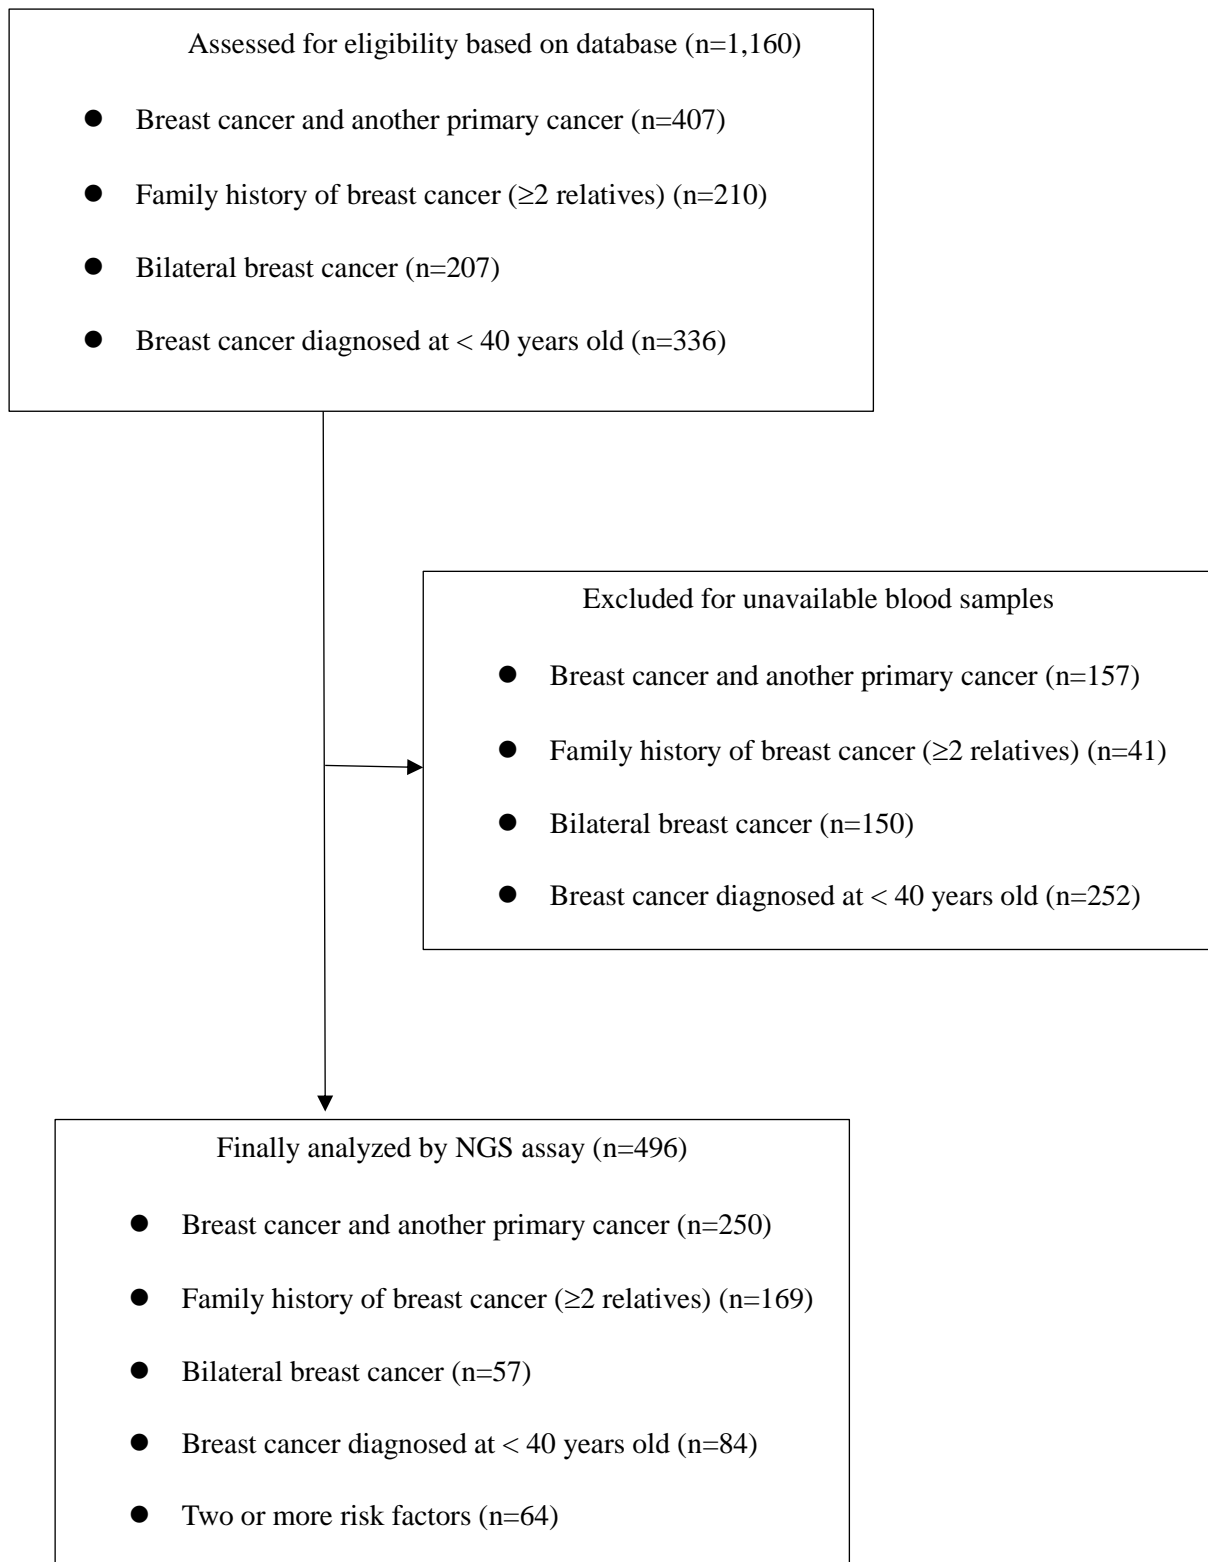 Assessed for eligibility based on database (n=1,160)
● Breast cancer and another primary cancer (n=407)
● Family history of breast cancer (≥2 relatives) (n=210)
● Bilateral breast cancer (n=207)
● Breast cancer diagnosed at < 40 years old (n=336)
Excluded for unavailable blood samples
● Breast cancer and another primary cancer (n=157)
● Family history of breast cancer (≥2 relatives) (n=41)
● Bilateral breast cancer (n=150)
● Breast cancer diagnosed at < 40 years old (n=252)
Finally analyzed by NGS assay (n=496)
● Breast cancer and another primary cancer (n=250)
● Family history of breast cancer (≥2 relatives) (n=169)
● Bilateral breast cancer (n=57)
● Breast cancer diagnosed at < 40 years old (n=84)
● Two or more risk factors (n=64)